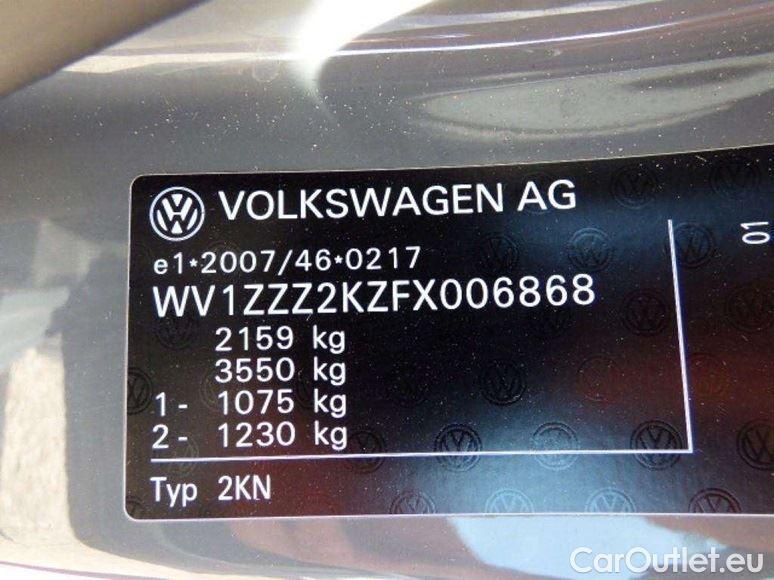 VOLKSWAGEN AG
e1*2007/46*0217
WV1ZZZ2KZFX006868
2159 kg
3550 kg
1- 1075 kg
2- 1230 kg
Typ 2KN
01
CarOutlet.eu